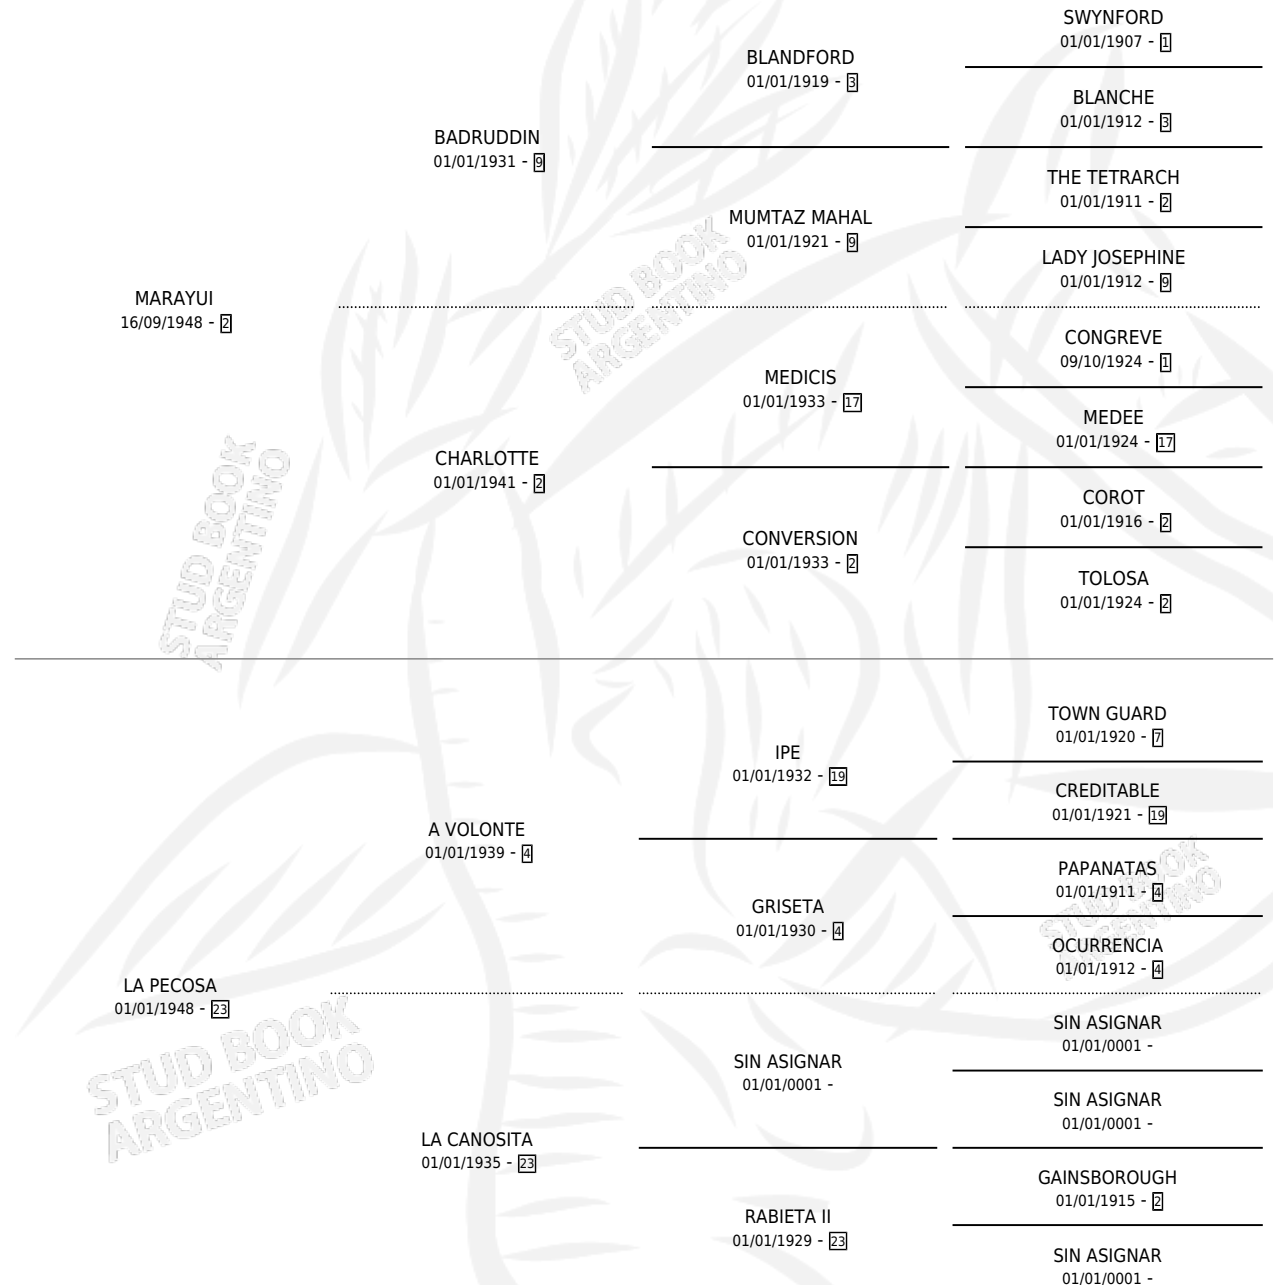 SWYNFORD
01/01/1907 - 1
BLANDFORD
01/01/1919 - 3
BLANCHE
01/01/1912 - 3
BADRUDDIN
01/01/1931 - 9
THE TETRARCH
01/01/1911 - 2
MUMTAZ MAHAL
01/01/1921 - 9
LADY JOSEPHINE
01/01/1912 - 9
MARAYUI
16/09/1948 - 2
CONGREVE
09/10/1924 - 1
MEDICIS
01/01/1933 - 17
MEDEE
01/01/1924 - 17
CHARLOTTE
01/01/1941 - 2
COROT
01/01/1916 - 2
CONVERSION
01/01/1933 - 2
TOLOSA
01/01/1924 - 2
TOWN GUARD
01/01/1920 - 7
IPE
01/01/1932 - 19
CREDITABLE
01/01/1921 - 19
A VOLONTE
01/01/1939 - 4
PAPANATAS
01/01/1911 - 4
GRISETA
01/01/1930 - 4
OCURRENCIA
01/01/1912 - 4
LA PECOSA
01/01/1948 - 23
SIN ASIGNAR
01/01/0001 -
SIN ASIGNAR
01/01/0001 -
SIN ASIGNAR
01/01/0001 -
LA CANOSITA
01/01/1935 - 23
GAINSBOROUGH
01/01/1915 - 2
RABIETA II
01/01/1929 - 23
SIN ASIGNAR
01/01/0001 -
STUD BOOK
ARGENTINO
STUD BOOK
ARGENTINO
STUD BOOK
ARGENTINO
STUD BOOK
ARGENTINO